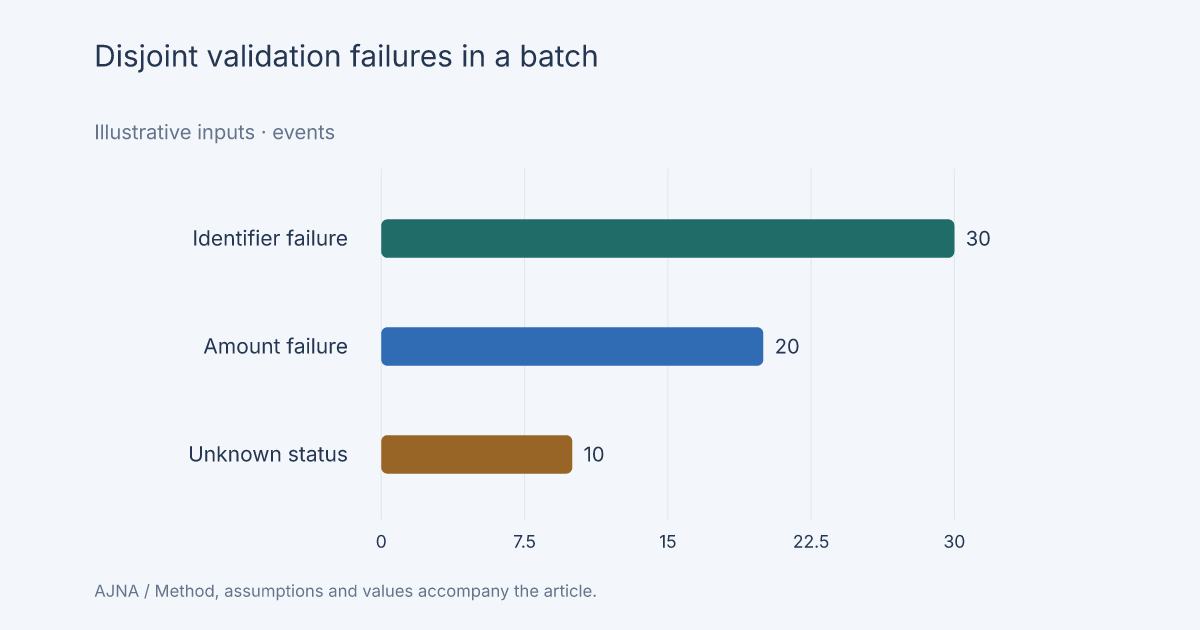 Disjoint validation failures in a batch
Illustrative inputs · events
Identifier failure
30
Amount failure
20
Unknown status
10
0 7.5 15 22.5 30
AJNA / Method, assumptions and values accompany the article.